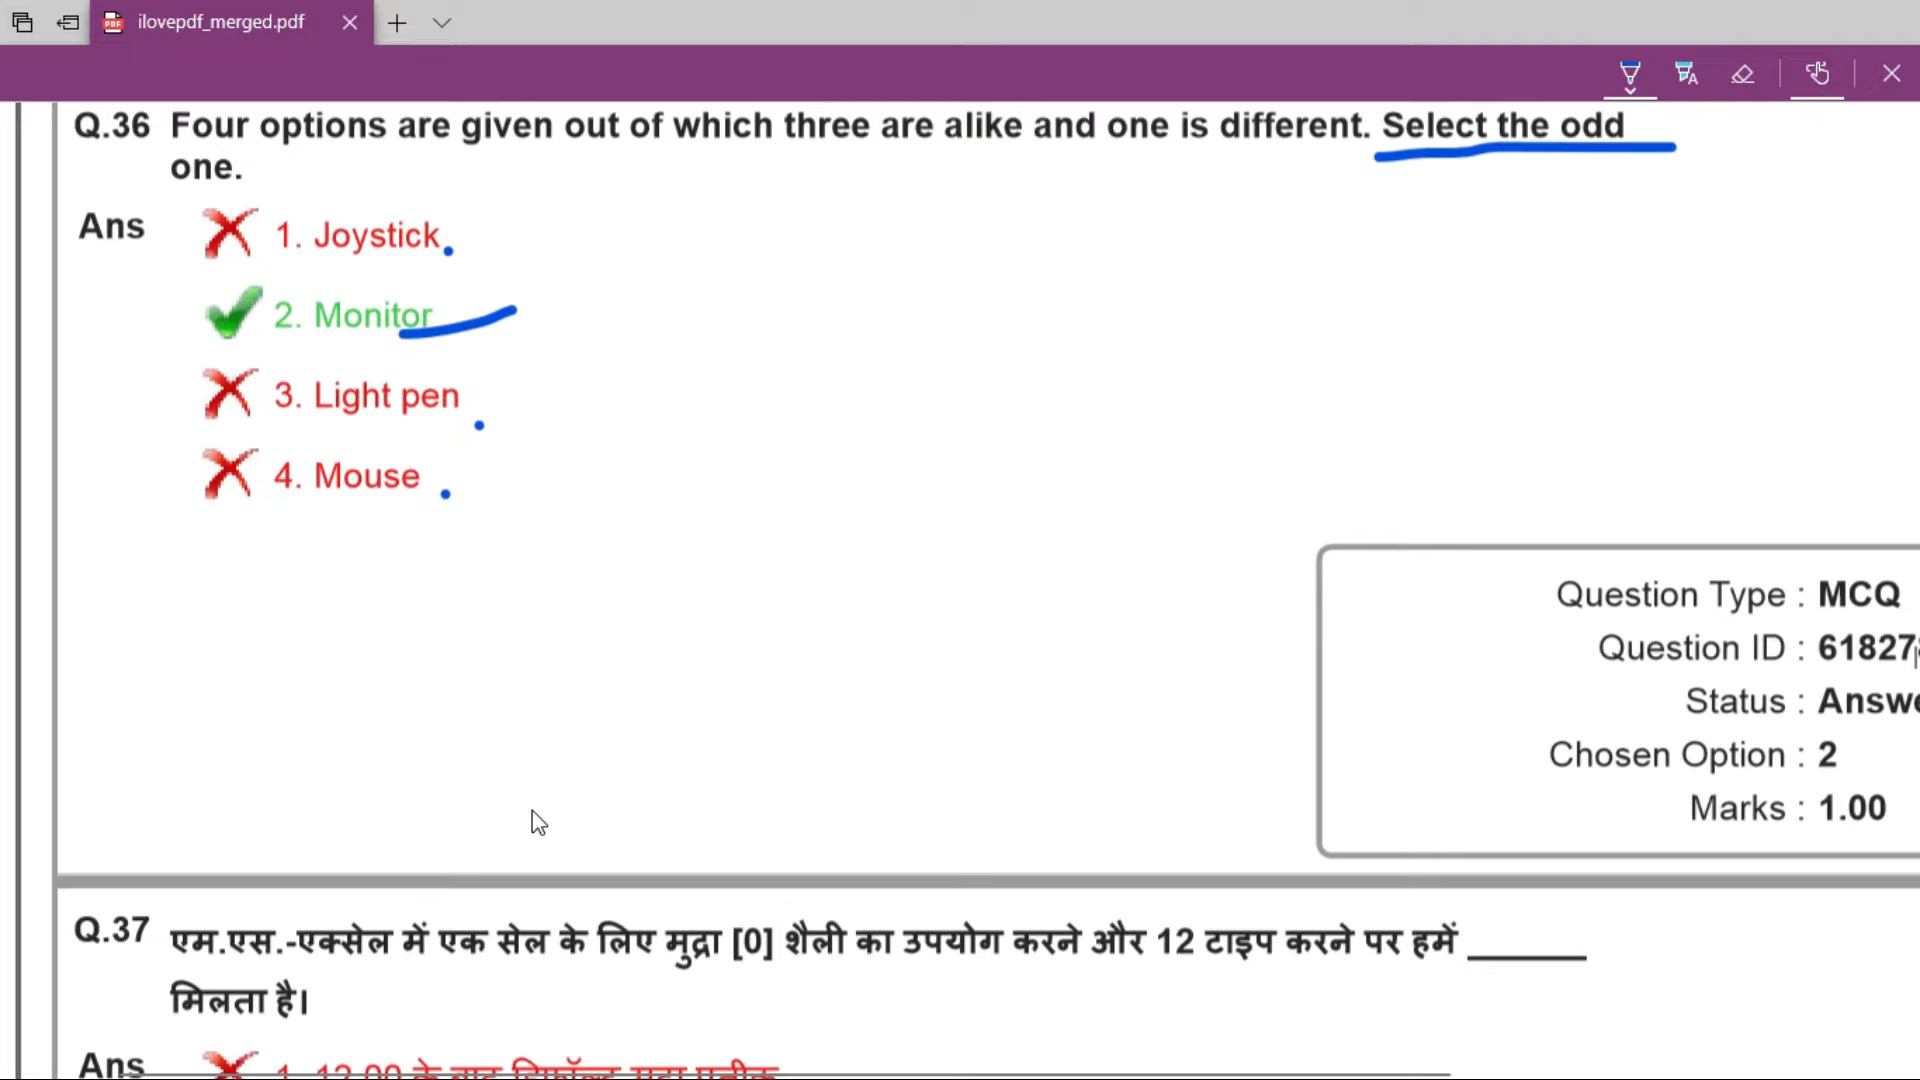 ilovepdf_merged.pdf
Q.36 Four options are given out of which three are alike and one is different. Select the odd
one.
Ans
1. Joystick
2. Monitor
3. Light pen
4. Mouse
Question Type : MCQ
Question ID : 61827
Status :
Chosen Option : 2
Marks : 1.00
Q.37 एम.एस.-एक्सेल में एक सेल के लिए मुद्रा [0] शैली का उपयोग करने और 12 टाइप करने पर हमें ______
मिलता है।
Ans 1. 12.00 के बाद